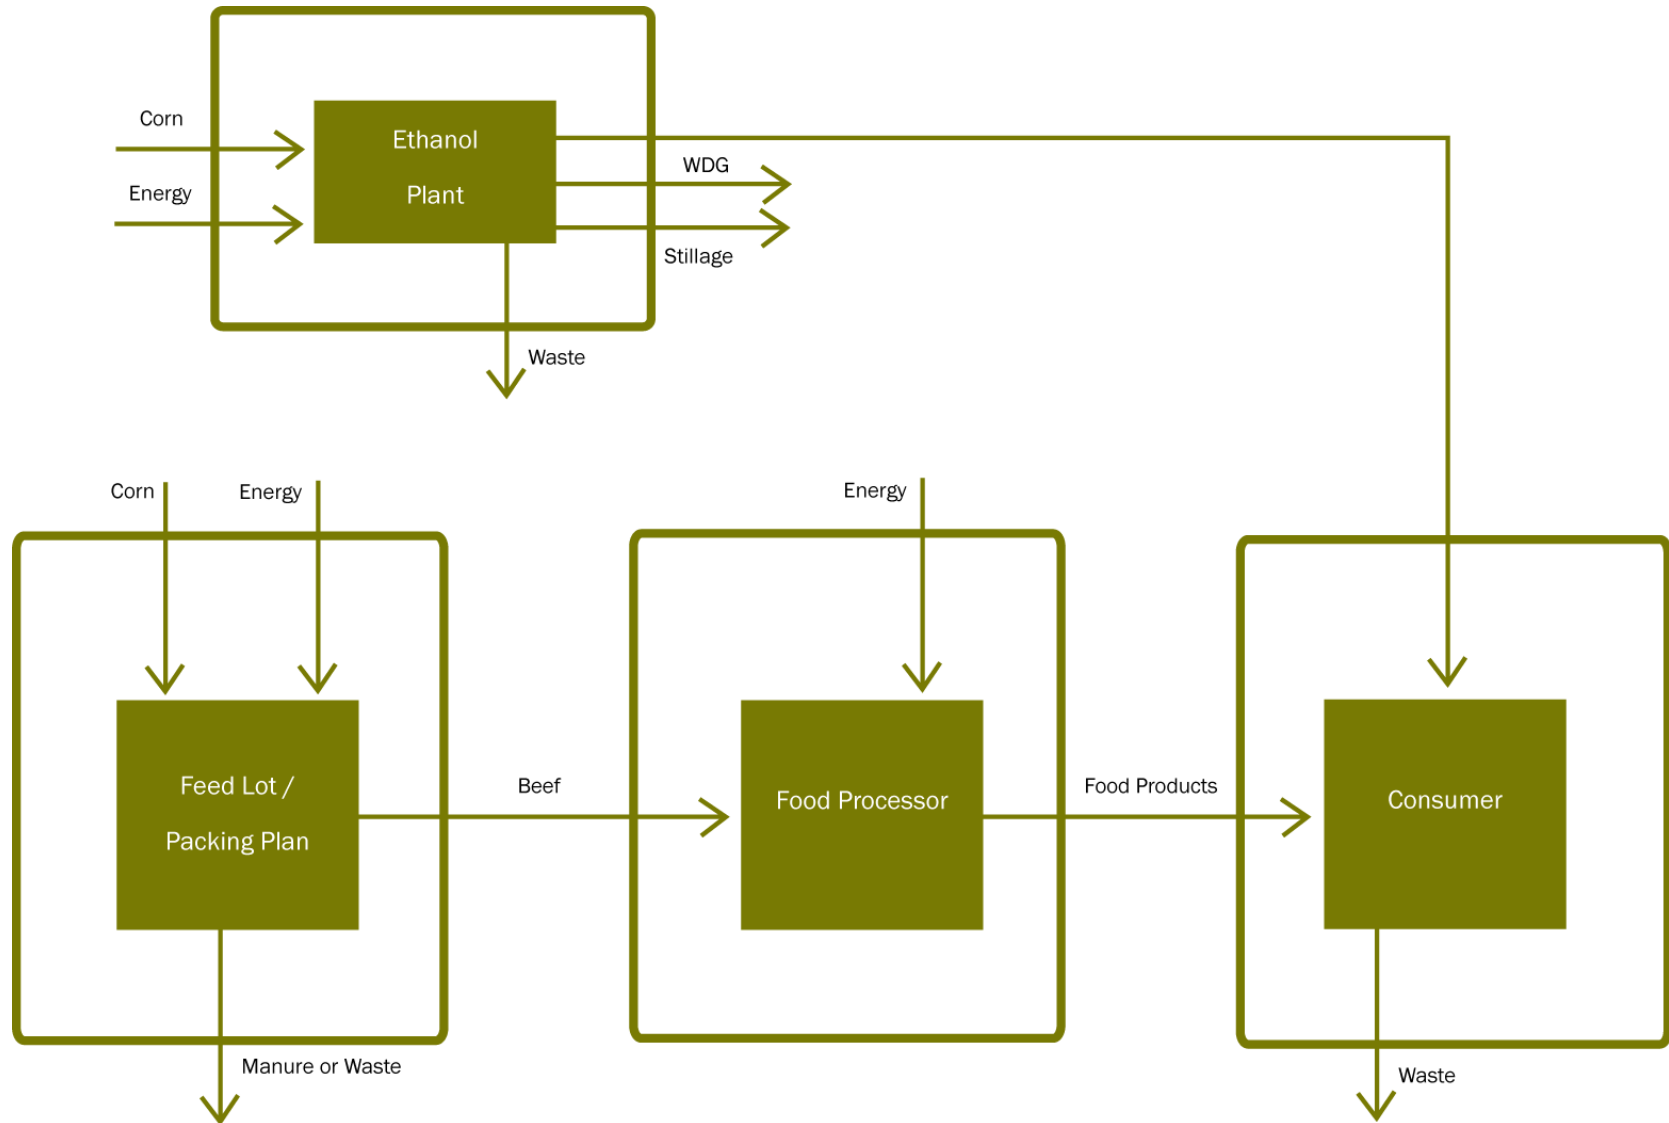 Corn
Energy
Ethanol
Plant
WDG
Stillage
Waste
Corn
Energy
Energy
Feed Lot /
Packing Plan
Beef
Food Processor
Food Products
Consumer
Manure or Waste
Waste